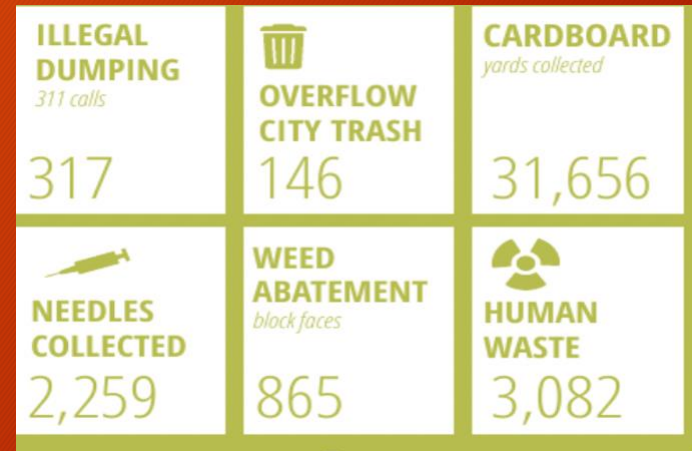 ILLEGAL
DUMPING
311 calls
317
OVERFLOW
CITY TRASH
146
CARDBOARD
yards collected
31,656
NEEDLES
COLLECTED
2,259
WEED
ABATEMENT
block faces
865
HUMAN
WASTE
3,082